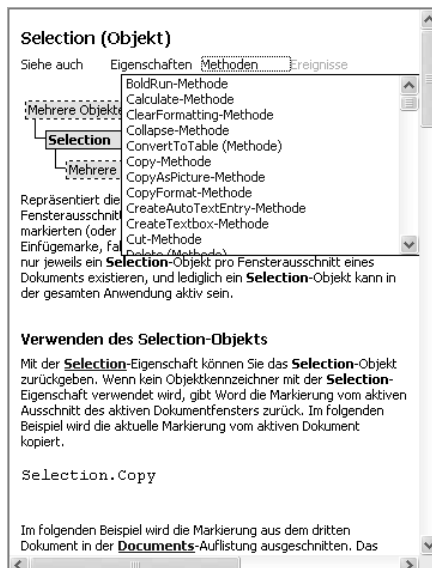 Selection (Objekt)
Siehe auch Eigenschaften Methoden Ereignisse
BoldRun-Methode
Calculate-Methode
ClearFormatting-Methode
Collapse-Methode
ConvertToTable (Methode)
Copy-Methode
CopyAsPicture-Methode
CopyFormat-Methode
CreateAutoTextEntry-Methode
CreateTextbox-Methode
Cut-Methode
Delete (Methode)
Mehrere Objekte
Selection
Mehrere
Repräsentiert die
Fensterausschnitt
markierten (oder
Einfügemarke, fal
nur jeweils ein Selection-Objekt pro Fensterausschnitt eines
Dokuments existieren, und lediglich ein Selection-Objekt kann in
der gesamten Anwendung aktiv sein.
Verwenden des Selection-Objekts
Mit der Selection-Eigenschaft können Sie das Selection-Objekt
zurückgeben. Wenn kein Objektkennzeichner mit der Selection-
Eigenschaft verwendet wird, gibt Word die Markierung vom aktiven
Ausschnitt des aktiven Dokumentfensters zurück. Im folgenden
Beispiel wird die aktuelle Markierung vom aktiven Dokument
kopiert.
Selection.Copy
Im folgenden Beispiel wird die Markierung aus dem dritten
Dokument in der Documents-Auflistung ausgeschnitten. Das